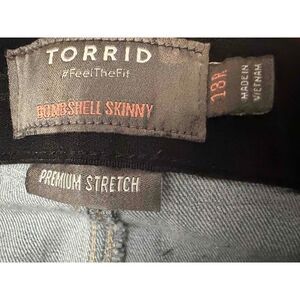 TORRID
#FeelTheFit
BOMBSHELL SKINNY
18R
MADE IN
VIETNAM
PREMIUM STRETCH